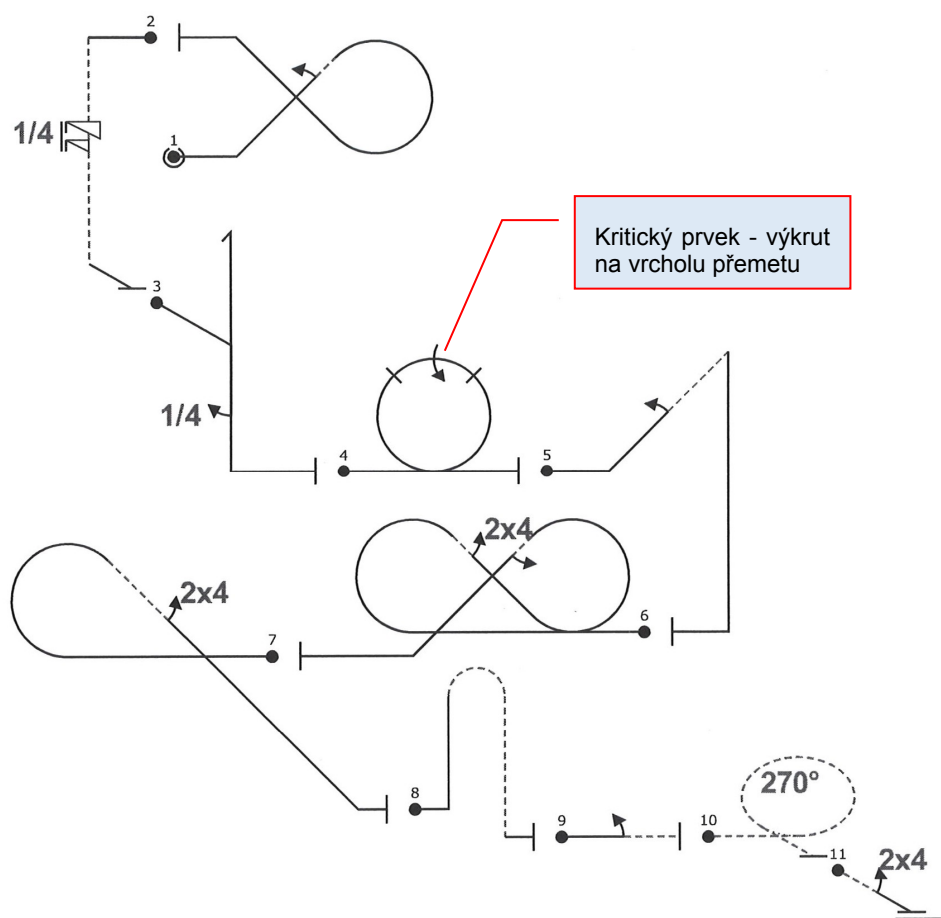 2
1/4
1
3
Kritický prvek - výkrut
na vrcholu přemetu
1/4
4
5
2x4
2x4
6
7
8
270°
9
10
11
2x4